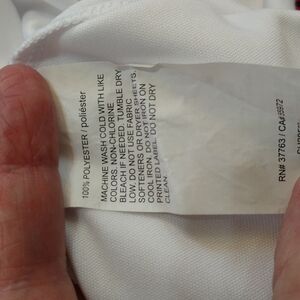 100% POLYESTER / poliéster
MACHINE WASH COLD WITH LIKE
COLORS. NON-CHLORINE
BLEACH IF NEEDED. TUMBLE DRY
LOW. DO NOT USE FABRIC
SOFTENERS OR DRYER SHEETS.
COOL IRON. DO NOT IRON ON
PRINTED LABEL. DO NOT DRY
CLEAN.
RN# 37763 / CA#